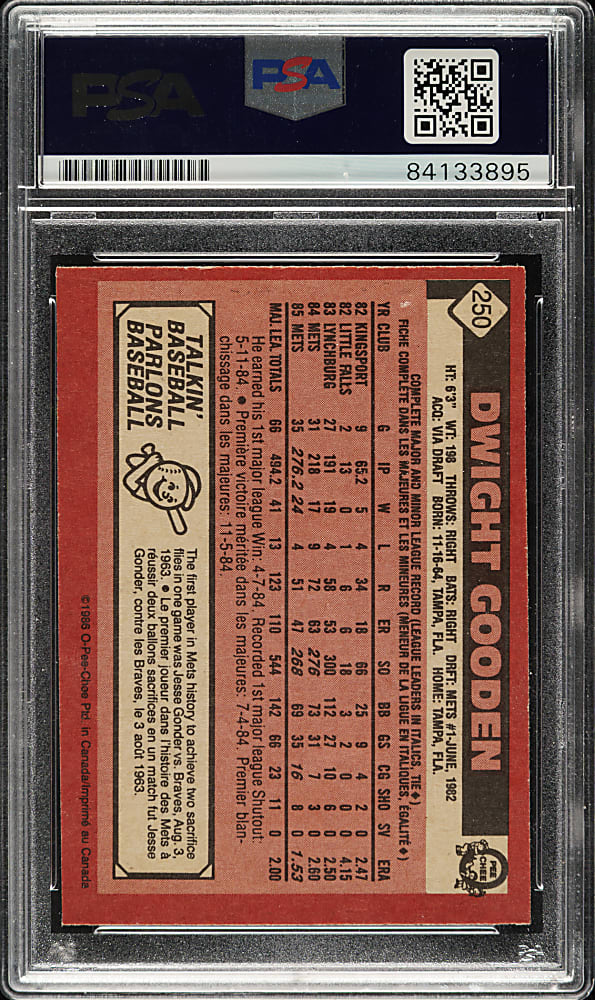 PSA
PSA
84133895
250
DWIGHT GOODEN
HT: 6'3" WT: 198 THROWS: RIGHT BATS: RIGHT DRFT: METS #1-JUNE, 1982
ACQ: VIA DRAFT BORN: 11-16-64, TAMPA, FLA. HOME: TAMPA, FLA.
O PEE CHEE
COMPLETE MAJOR AND MINOR LEAGUE RECORD (LEAGUE LEADERS IN ITALICS, TIE ♦)
FICHE COMPLÈTE DANS LES MAJEURES ET LES MINEURES (MENEUR DE LA LIGUE EN ITALIQUES, ÉGALITÉ ♦)
YR CLUB G IP W L R ER SO BB GS CG SHO SV ERA
82 KINGSPORT 9 65.2 5 4 34 18 66 25 9 4 2 0 2.47
82 LITTLE FALLS 2 13 0 1 6 6 18 3 2 0 0 0 4.15
83 LYNCHBURG 27 191 19 4 58 53 300 112 27 10 6 0 2.50
84 METS 31 218 17 9 72 63 276 73 31 7 3 0 2.60
85 METS 35 276.2 24 4 51 47 268 69 35 16 8 0 1.53
MAJ. LEA. TOTALS 66 494.2 41 13 123 110 544 142 66 23 11 0 2.00
He earned his 1st major league Win: 4-7-84. Recorded 1st major league Shutout:
5-11-84. ● Première victoire méritée dans les majeures: 7-4-84. Premier blan-
chissage dans les majeures: 11-5-84.
TALKIN'
BASEBALL
PARLONS
BASEBALL
The first player in Mets history to achieve two sacrifice
flies in one game was Jesse Gonder vs. Braves, Aug. 3,
1963. ● Le premier joueur dans l'histoire des Mets à
réussir deux ballons sacrifices en un match fut Jesse
Gonder, contre les Braves, le 3 août 1963.
©1986 O-Pee-Chee Ptd. in Canada/Imprimé au Canada